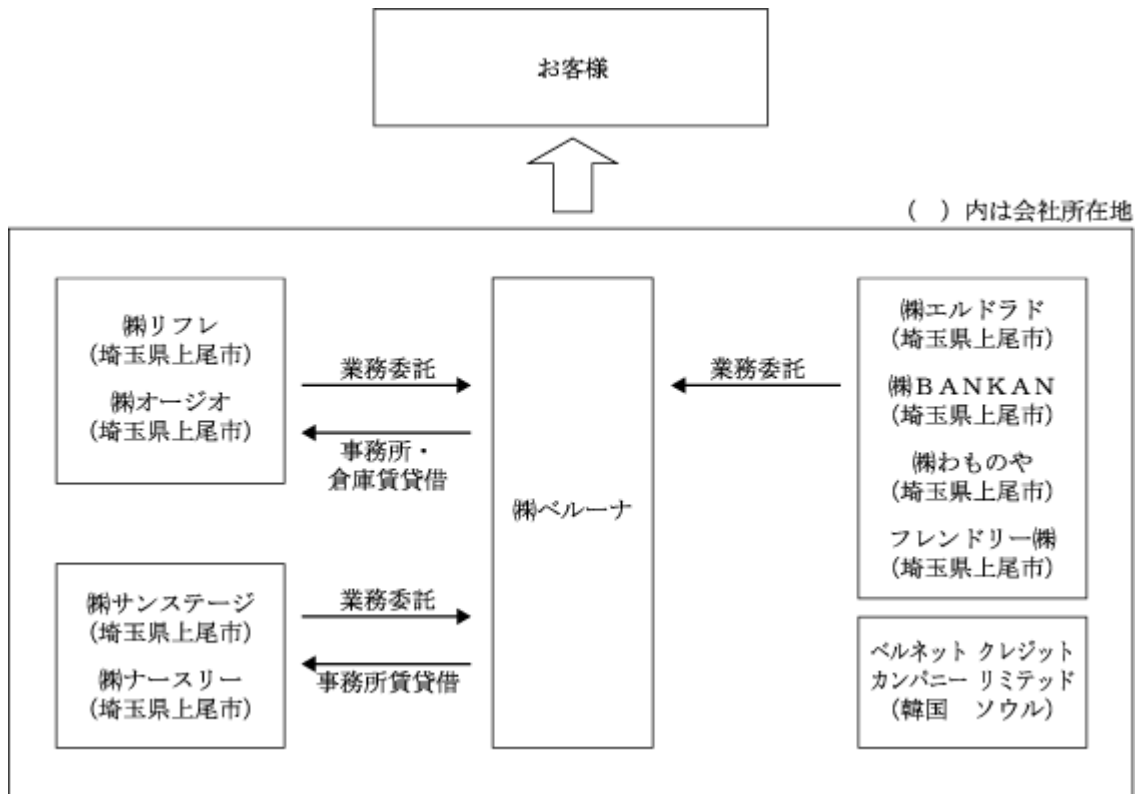 お客様
（　）内は会社所在地
㈱リフレ
（埼玉県上尾市）
㈱オージオ
（埼玉県上尾市）
業務委託
事務所・
倉庫賃貸借
㈱サンステージ
（埼玉県上尾市）
㈱ナースリー
（埼玉県上尾市）
業務委託
事務所賃貸借
㈱ベルーナ
業務委託
㈱エルドラド
（埼玉県上尾市）
㈱ＢＡＮＫＡＮ
（埼玉県上尾市）
㈱わものや
（埼玉県上尾市）
フレンドリー㈱
（埼玉県上尾市）
ベルネット クレジット
カンパニー リミテッド
（韓国　ソウル）